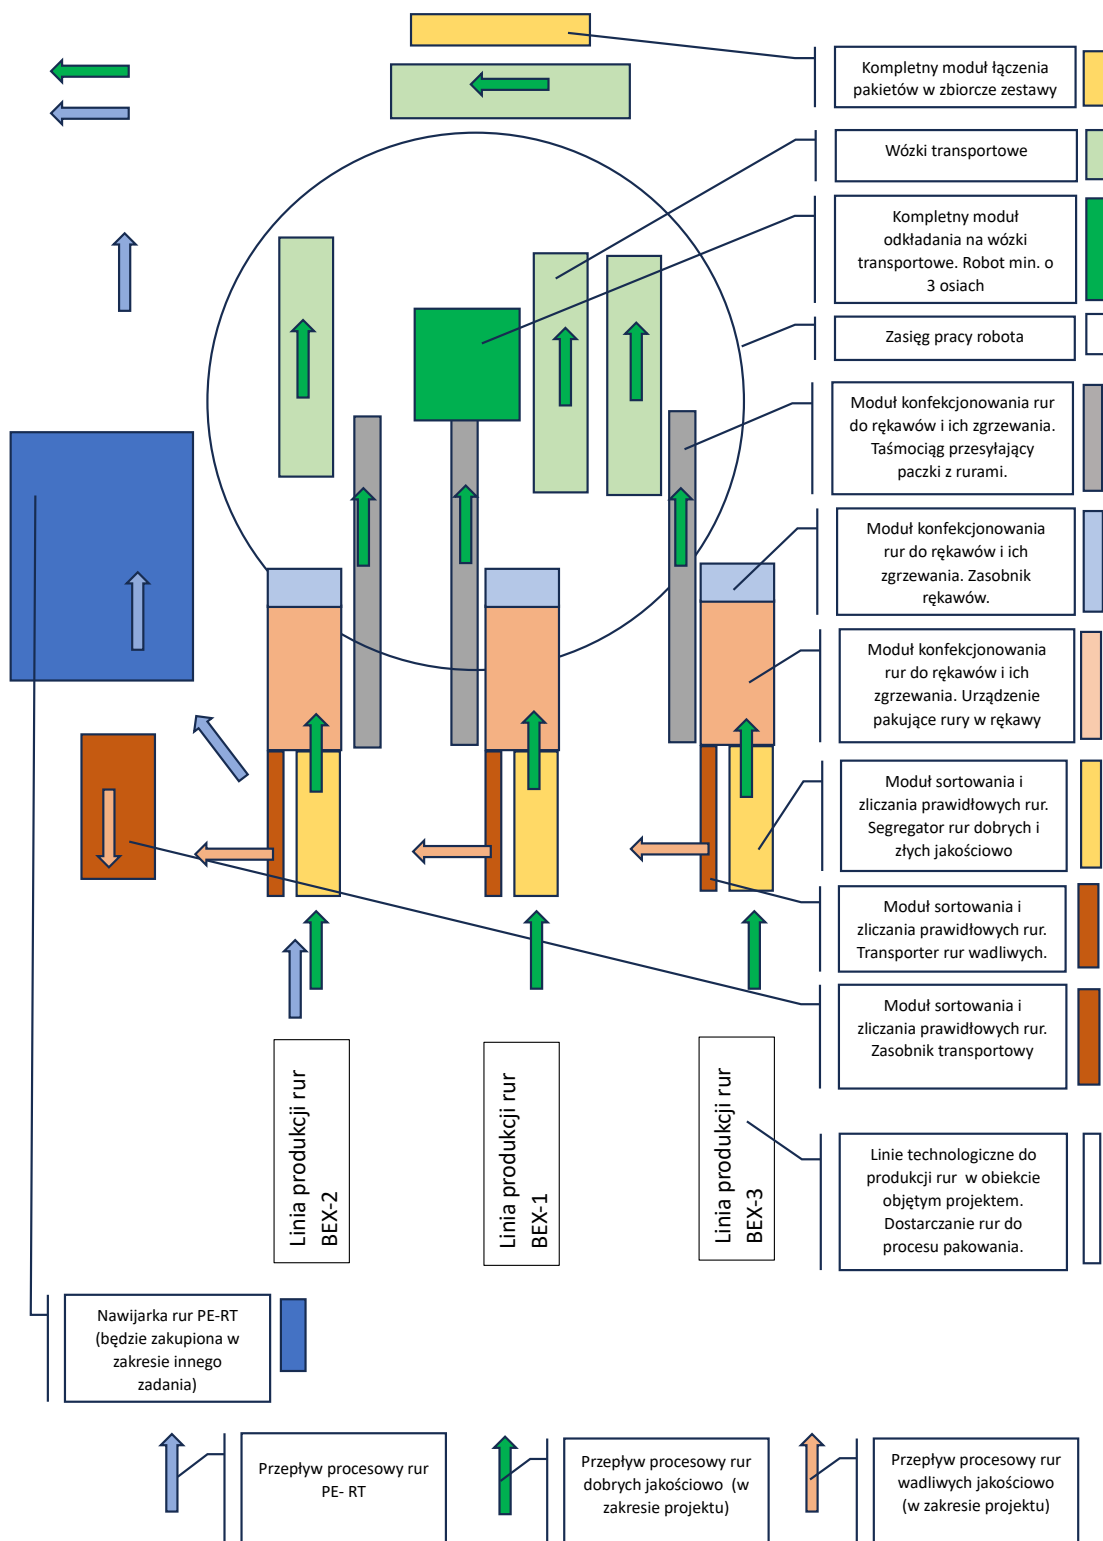 Kompletny moduł łączenia
pakietów w zbiorcze zestawy
Wózki transportowe
Kompletny moduł
odkładania na wózki
transportowe. Robot min. o
3 osiach
Zasięg pracy robota
Moduł konfekcjonowania rur
do rękawów i ich zgrzewania.
Taśmociąg przesyłający
paczki z rurami.
Moduł konfekcjonowania
rur do rękawów i ich
zgrzewania. Zasobnik
rękawów.
Moduł konfekcjonowania
rur do rękawów i ich
zgrzewania. Urządzenie
pakujące rury w rękawy
Moduł sortowania i
zliczania prawidłowych rur.
Segregator rur dobrych i
złych jakościowo
Moduł sortowania i
zliczania prawidłowych rur.
Transporter rur wadliwych.
Moduł sortowania i
zliczania prawidłowych rur.
Zasobnik transportowy
Linia produkcji rur
BEX-2
Linia produkcji rur
BEX-1
Linia produkcji rur
BEX-3
Linie technologiczne do
produkcji rur w obiekcie
objętym projektem.
Dostarczanie rur do
procesu pakowania.
Nawijarka rur PE-RT
(będzie zakupiona w
zakresie innego
zadania)
Przepływ procesowy rur
PE- RT
Przepływ procesowy rur
dobrych jakościowo (w
zakresie projektu)
Przepływ procesowy rur
wadliwych jakościowo
(w zakresie projektu)